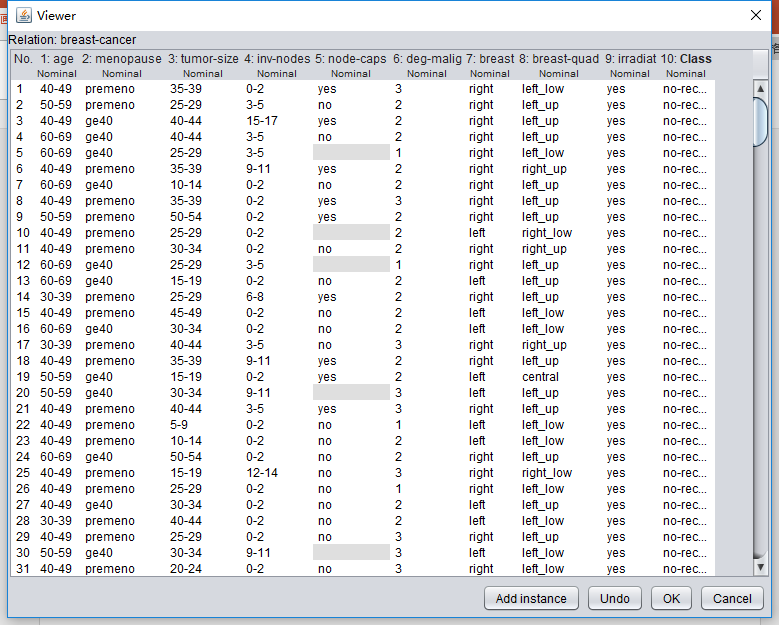 Viewer
Relation: breast-cancer
No. 1: age 2: menopause 3: tumor-size 4: inv-nodes 5: node-caps 6: deg-malig 7: breast 8: breast-quad 9: irradiat 10: Class
Nominal Nominal Nominal Nominal Nominal Nominal Nominal Nominal Nominal Nominal
1 40-49 premeno 35-39 0-2 yes 3 right left_low yes no-rec...
2 50-59 premeno 25-29 3-5 no 2 right left_up yes no-rec...
3 40-49 ge40 40-44 15-17 yes 2 right left_up yes no-rec...
4 60-69 ge40 40-44 3-5 no 2 right left_up yes no-rec...
5 60-69 ge40 25-29 3-5 1 right left_low yes no-rec...
6 40-49 premeno 35-39 9-11 yes 2 right right_up yes no-rec...
7 60-69 ge40 10-14 0-2 no 2 right left_up yes no-rec...
8 40-49 premeno 35-39 0-2 yes 3 right left_up yes no-rec...
9 50-59 premeno 50-54 0-2 yes 2 right left_up yes no-rec...
10 40-49 premeno 25-29 0-2 2 left right_low yes no-rec...
11 40-49 premeno 30-34 0-2 no 2 right right_up yes no-rec...
12 60-69 ge40 25-29 3-5 1 right left_up yes no-rec...
13 60-69 ge40 15-19 0-2 no 2 left left_up yes no-rec...
14 30-39 premeno 25-29 6-8 yes 2 right left_up yes no-rec...
15 40-49 premeno 45-49 0-2 no 2 left left_low yes no-rec...
16 60-69 ge40 30-34 0-2 no 2 left left_low yes no-rec...
17 30-39 premeno 40-44 3-5 no 3 right right_up yes no-rec...
18 40-49 premeno 35-39 9-11 yes 2 right left_up yes no-rec...
19 50-59 ge40 15-19 0-2 yes 2 left central yes no-rec...
20 50-59 ge40 30-34 9-11 3 left left_up yes no-rec...
21 40-49 premeno 40-44 3-5 yes 3 right left_up yes no-rec...
22 40-49 premeno 5-9 0-2 no 1 left left_low yes no-rec...
23 40-49 premeno 10-14 0-2 no 2 left left_low yes no-rec...
24 60-69 ge40 50-54 0-2 no 2 right left_up yes no-rec...
25 40-49 premeno 15-19 12-14 no 3 right right_low yes no-rec...
26 40-49 premeno 25-29 0-2 no 1 right left_low yes no-rec...
27 40-49 ge40 30-34 0-2 no 2 left left_up yes no-rec...
28 30-39 premeno 40-44 0-2 no 2 left left_low yes no-rec...
29 40-49 premeno 25-29 0-2 no 3 right left_up yes no-rec...
30 50-59 ge40 30-34 9-11 3 left left_low yes no-rec...
31 40-49 premeno 20-24 0-2 no 3 right left_low yes no-rec...
Add instance Undo OK Cancel